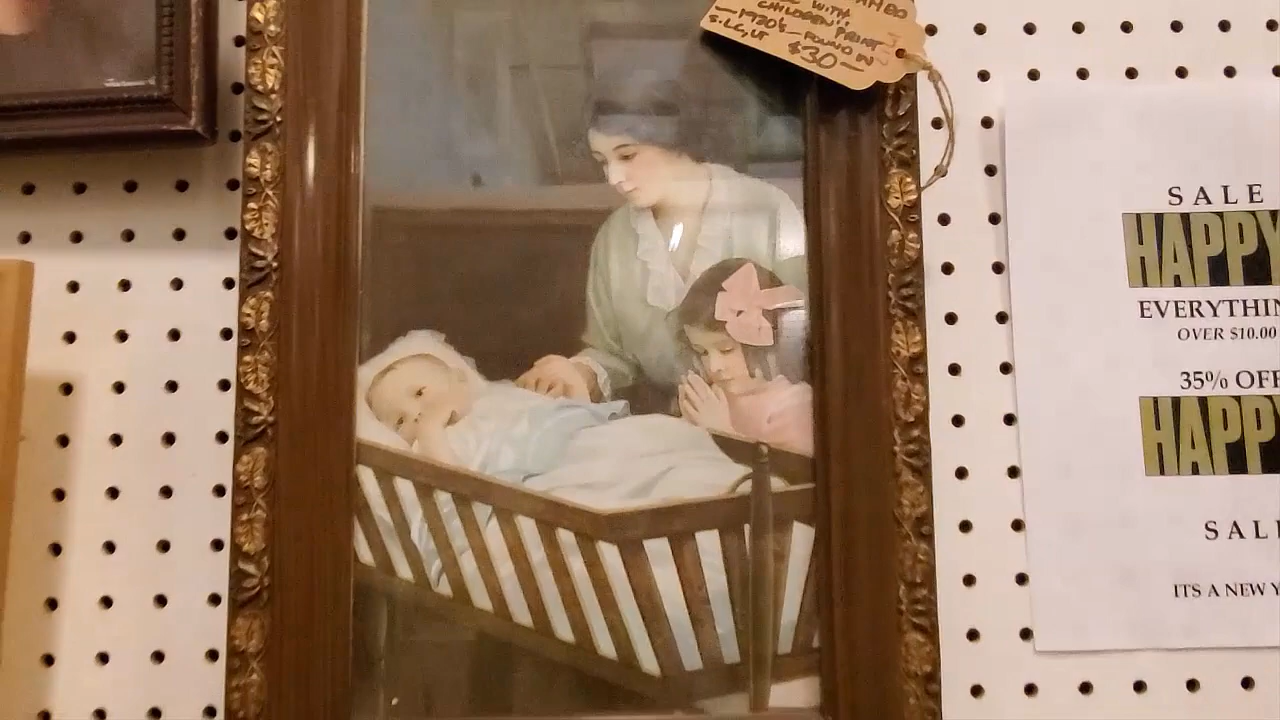 WITH
CHILDREN" PRINT
—1920's—FOUND IN
S.L.C, UT
$30—
SALE
HAPPY
EVERYTHIN
OVER $10.00
35% OFF
HAPP
SAL
ITS A NEW Y